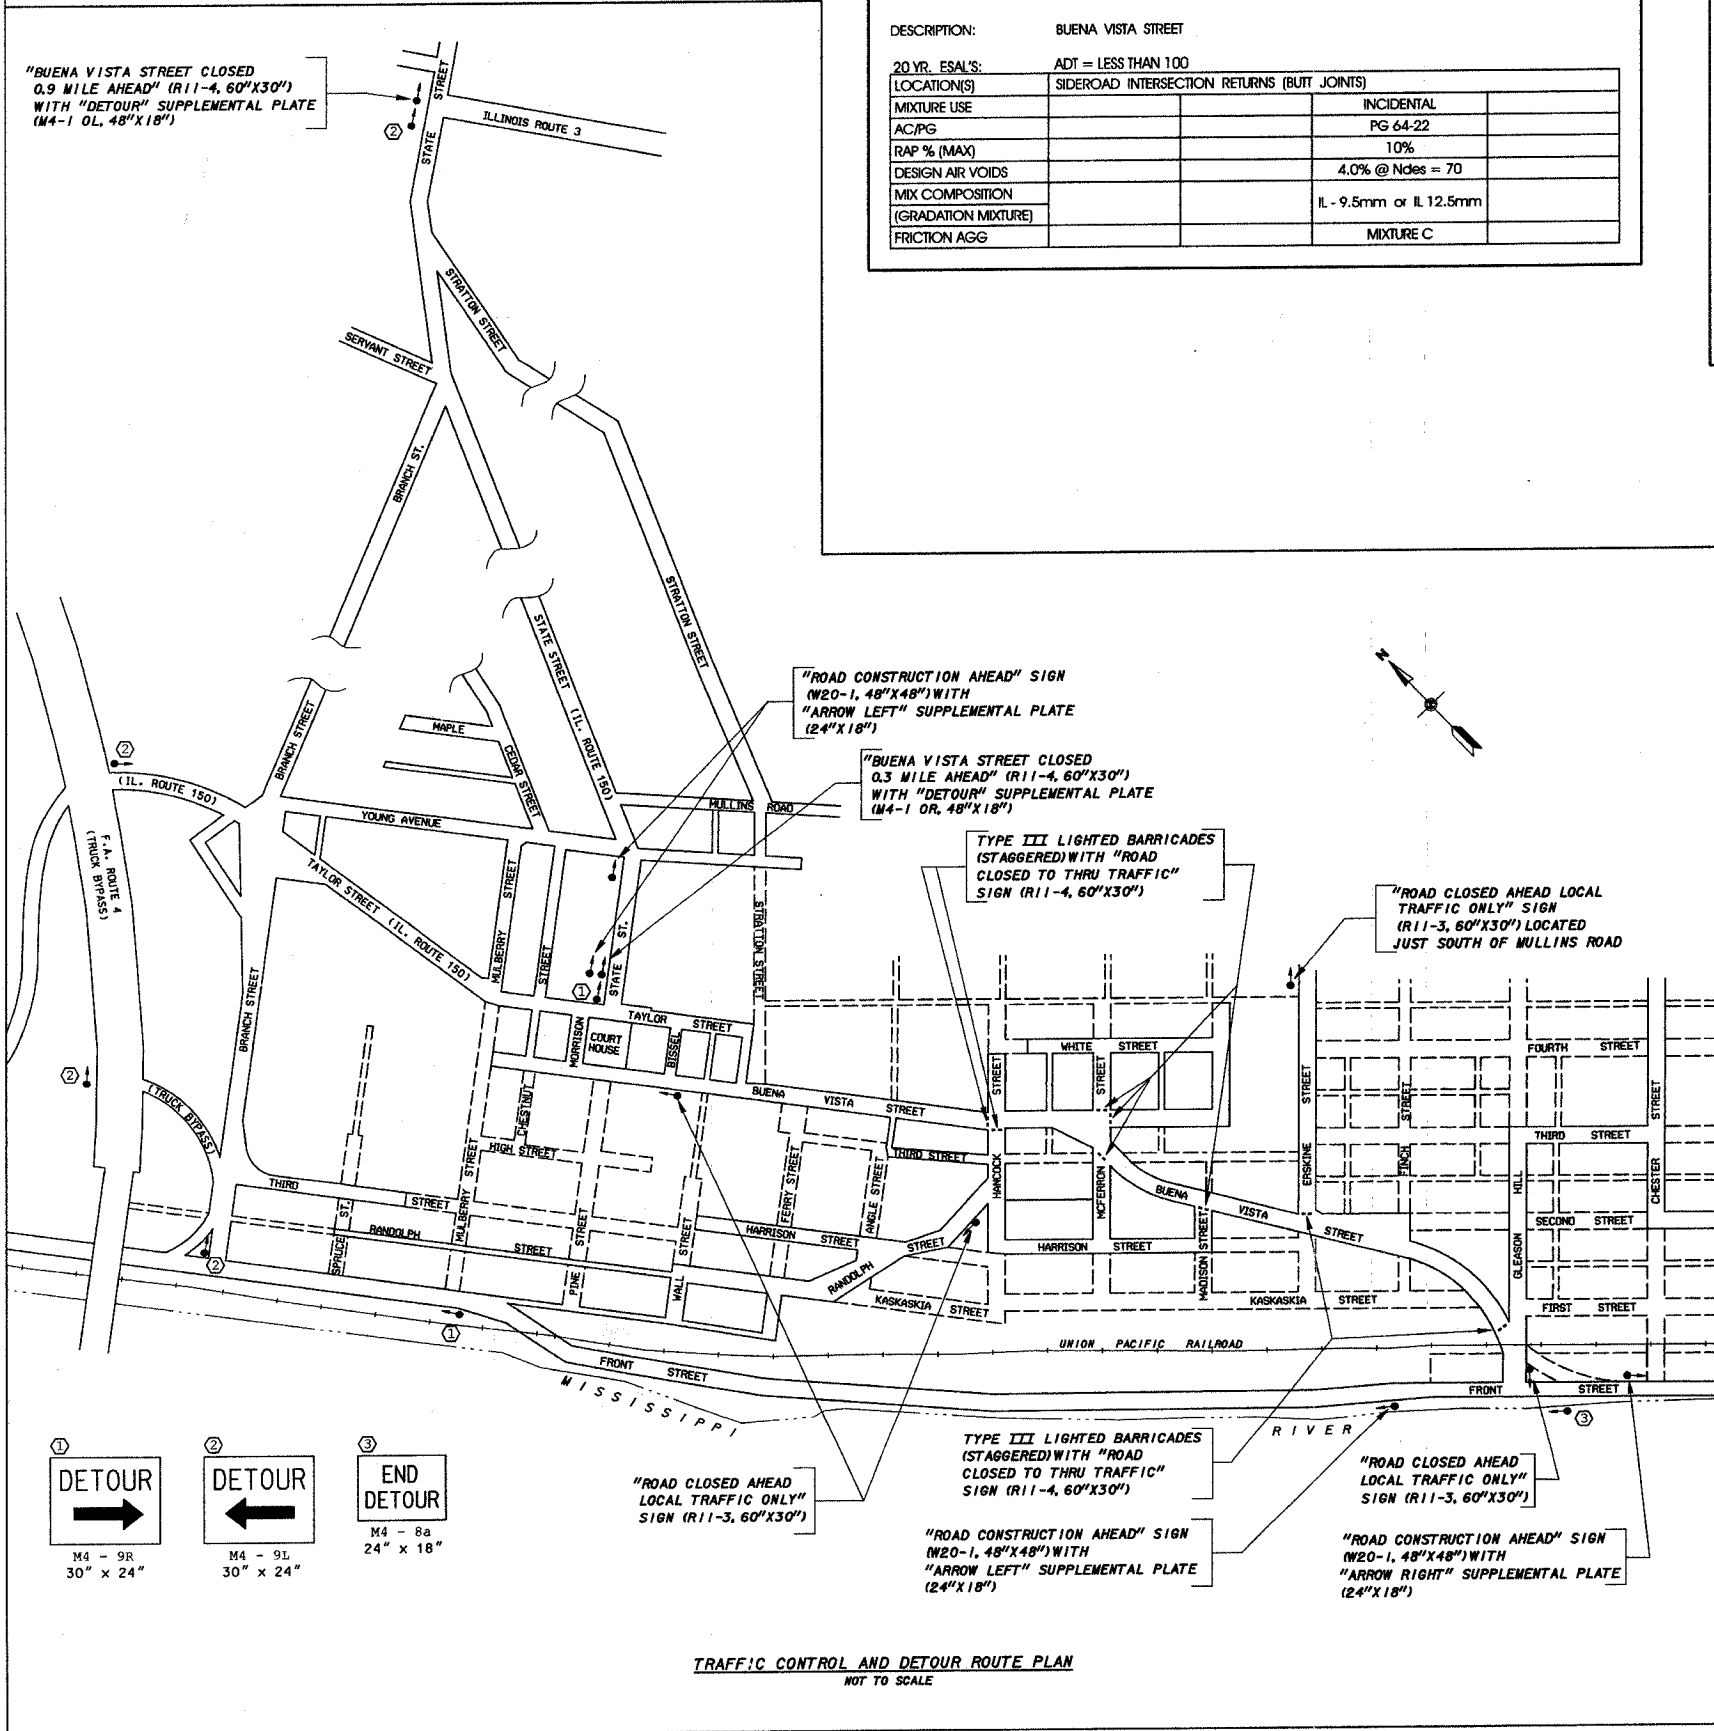 DESCRIPTION: BUENA VISTA STREET
20 YR. ESAL'S: ADT = LESS THAN 100
LOCATION(S) SIDEROAD INTERSECTION RETURNS (BUTT JOINTS)
MIXTURE USE INCIDENTAL
AC/PG PG 64-22
RAP % (MAX) 10%
DESIGN AIR VOIDS 4.0% @ Ndes = 70
MIX COMPOSITION
(GRADATION MIXTURE)
IL - 9.5mm or IL 12.5mm
FRICTION AGG MIXTURE C
"BUENA VISTA STREET CLOSED
0.9 MILE AHEAD" (R11-4, 60"X30")
WITH "DETOUR" SUPPLEMENTAL PLATE
(M4-1 OL, 48"X18")
2
STATE STREET
ILLINOIS ROUTE 3
STRATTON STREET
SERVANT STREET
BRANCH ST.
STRATTON STREET
STATE STREET (IL. ROUTE 150)
N
"ROAD CONSTRUCTION AHEAD" SIGN
(W20-1, 48"X48") WITH
"ARROW LEFT" SUPPLEMENTAL PLATE
(24"X18")
BRANCH STREET
MAPLE
CEDAR STREET
2
(IL. ROUTE 150)
"BUENA VISTA STREET CLOSED
0.3 MILE AHEAD" (R11-4, 60"X30")
WITH "DETOUR" SUPPLEMENTAL PLATE
(M4-1 OR, 48"X18")
MULLINS ROAD
YOUNG AVENUE
F.A. ROUTE 4
(TRUCK BYPASS)
TYPE III LIGHTED BARRICADES
(STAGGERED) WITH "ROAD
CLOSED TO THRU TRAFFIC"
SIGN (R11-4, 60"X30")
TAYLOR STREET (IL. ROUTE 150)
MULBERRY STREET
STREET
STATE ST.
STRATTON STREET
"ROAD CLOSED AHEAD LOCAL
TRAFFIC ONLY" SIGN
(R11-3, 60"X30") LOCATED
JUST SOUTH OF MULLINS ROAD
1
BRANCH STREET
MORRISON
COURT
HOUSE
TAYLOR STREET
BISSEL
WHITE STREET
FOURTH STREET
2
(TRUCK BYPASS)
BUENA VISTA STREET
CHESTNUT
HIGH STREET
STREET
STREET
STREET
STREET
STREET
THIRD STREET
THIRD STREET
HANCOCK
MCFERRON
ERSKINE
FINCH
HILL
CHESTER
THIRD STREET
SPRUCE ST.
MULBERRY STREET
FERRY STREET
ANGLE STREET
BUENA VISTA STREET
SECOND STREET
RANDOLPH STREET
HARRISON STREET
STREET
HARRISON STREET
MADISON STREET
GLEASON
2
PINE STREET
WALL STREET
RANDOLPH
KASKASKIA STREET
KASKASKIA STREET
FIRST STREET
1
UNION PACIFIC RAILROAD
FRONT STREET
FRONT STREET
MISSISSIPPI RIVER
3
1
DETOUR
M4 - 9R
30" x 24"
2
DETOUR
M4 - 9L
30" x 24"
3
END
DETOUR
M4 - 8a
24" x 18"
"ROAD CLOSED AHEAD
LOCAL TRAFFIC ONLY"
SIGN (R11-3, 60"X30")
TYPE III LIGHTED BARRICADES
(STAGGERED) WITH "ROAD
CLOSED TO THRU TRAFFIC"
SIGN (R11-4, 60"X30")
"ROAD CLOSED AHEAD
LOCAL TRAFFIC ONLY"
SIGN (R11-3, 60"X30")
"ROAD CONSTRUCTION AHEAD" SIGN
(W20-1, 48"X48") WITH
"ARROW LEFT" SUPPLEMENTAL PLATE
(24"X18")
"ROAD CONSTRUCTION AHEAD" SIGN
(W20-1, 48"X48") WITH
"ARROW RIGHT" SUPPLEMENTAL PLATE
(24"X18")
TRAFFIC CONTROL AND DETOUR ROUTE PLAN
NOT TO SCALE